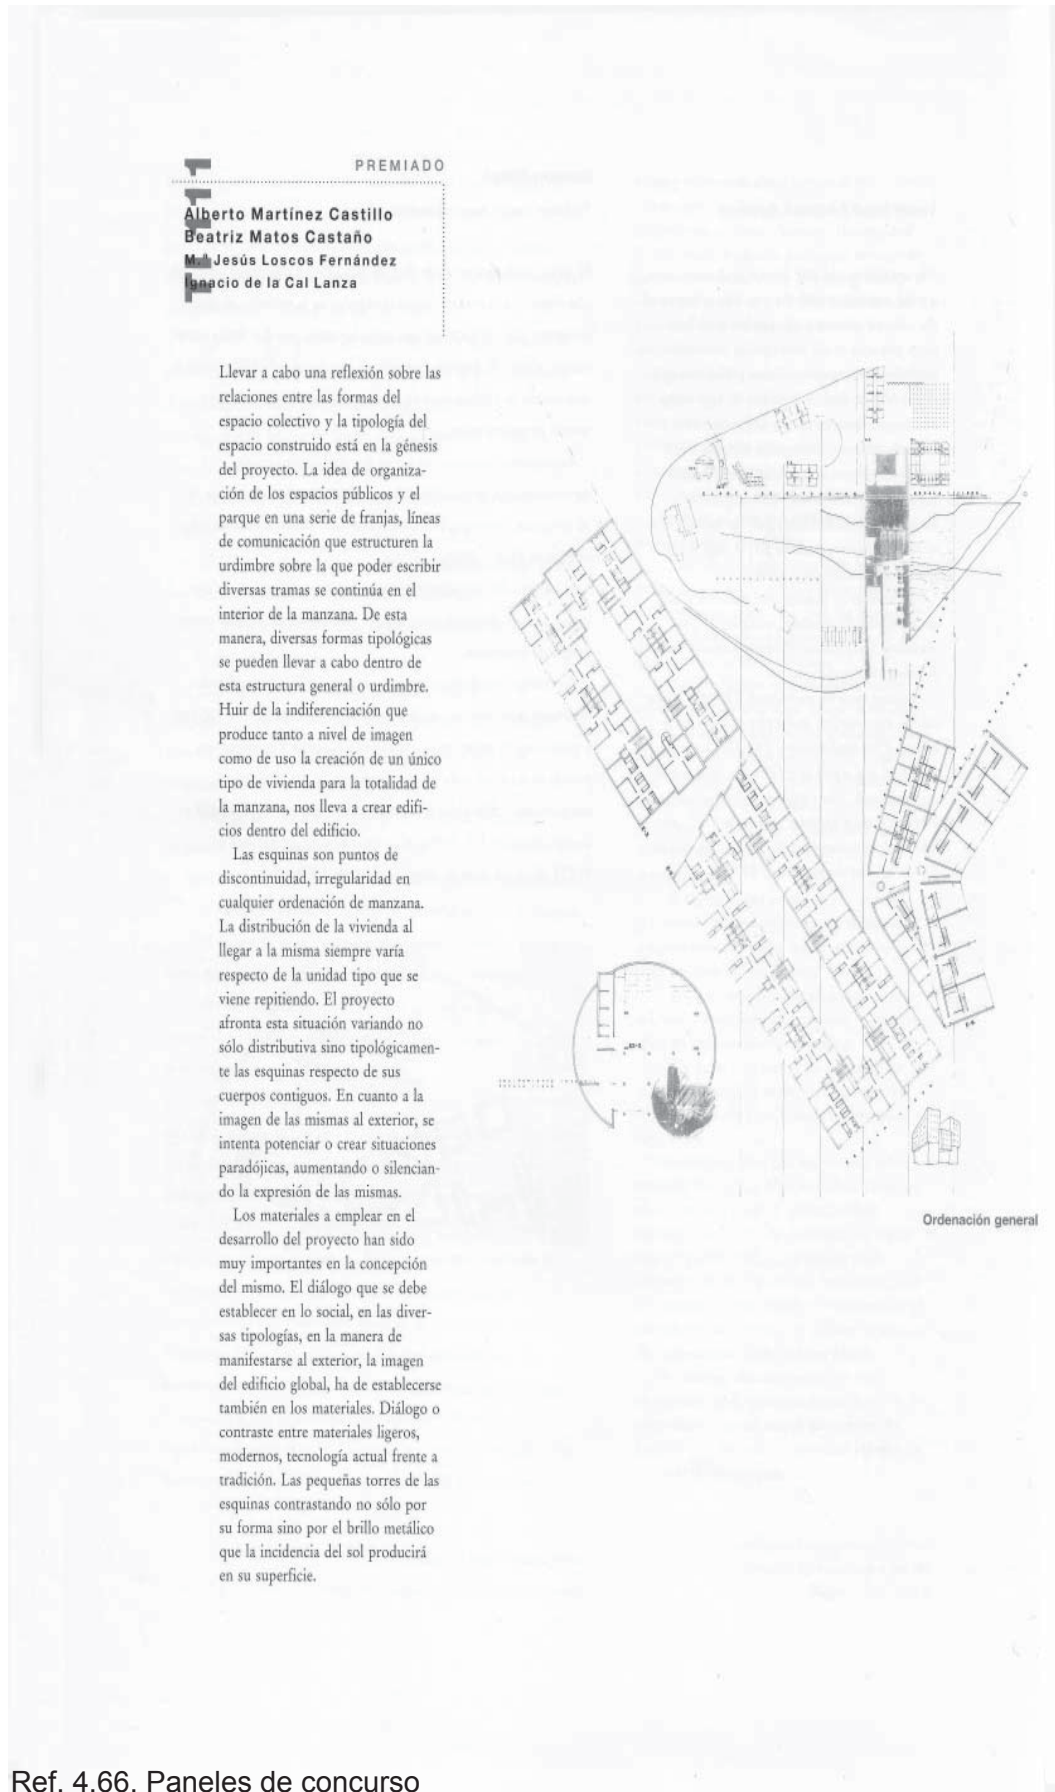 T 111
PREMIADO
Alberto Martínez Castillo
Beatriz Matos Castaño
M.ª Jesús Loscos Fernández
Ignacio de la Cal Lanza
Llevar a cabo una reflexión sobre las
relaciones entre las formas del
espacio colectivo y la tipología del
espacio construido está en la génesis
del proyecto. La idea de organiza-
ción de los espacios públicos y el
parque en una serie de franjas, líneas
de comunicación que estructuren la
urdimbre sobre la que poder escribir
diversas tramas se continúa en el
interior de la manzana. De esta
manera, diversas formas tipológicas
se pueden llevar a cabo dentro de
esta estructura general o urdimbre.
Huir de la indiferenciación que
produce tanto a nivel de imagen
como de uso la creación de un único
tipo de vivienda para la totalidad de
la manzana, nos lleva a crear edifi-
cios dentro del edificio.
Las esquinas son puntos de
discontinuidad, irregularidad en
cualquier ordenación de manzana.
La distribución de la vivienda al
llegar a la misma siempre varía
respecto de la unidad tipo que se
viene repitiendo. El proyecto
afronta esta situación variando no
sólo distributiva sino tipológicamen-
te las esquinas respecto de sus
cuerpos contiguos. En cuanto a la
imagen de las mismas al exterior, se
intenta potenciar o crear situaciones
paradójicas, aumentando o silencian-
do la expresión de las mismas.
Los materiales a emplear en el
desarrollo del proyecto han sido
muy importantes en la concepción
del mismo. El diálogo que se debe
establecer en lo social, en las diver-
sas tipologías, en la manera de
manifestarse al exterior, la imagen
del edificio global, ha de establecerse
también en los materiales. Diálogo o
contraste entre materiales ligeros,
modernos, tecnología actual frente a
tradición. Las pequeñas torres de las
esquinas contrastando no sólo por
su forma sino por el brillo metálico
que la incidencia del sol producirá
en su superficie.
Ordenación general
Ref. 4.66. Paneles de concurso